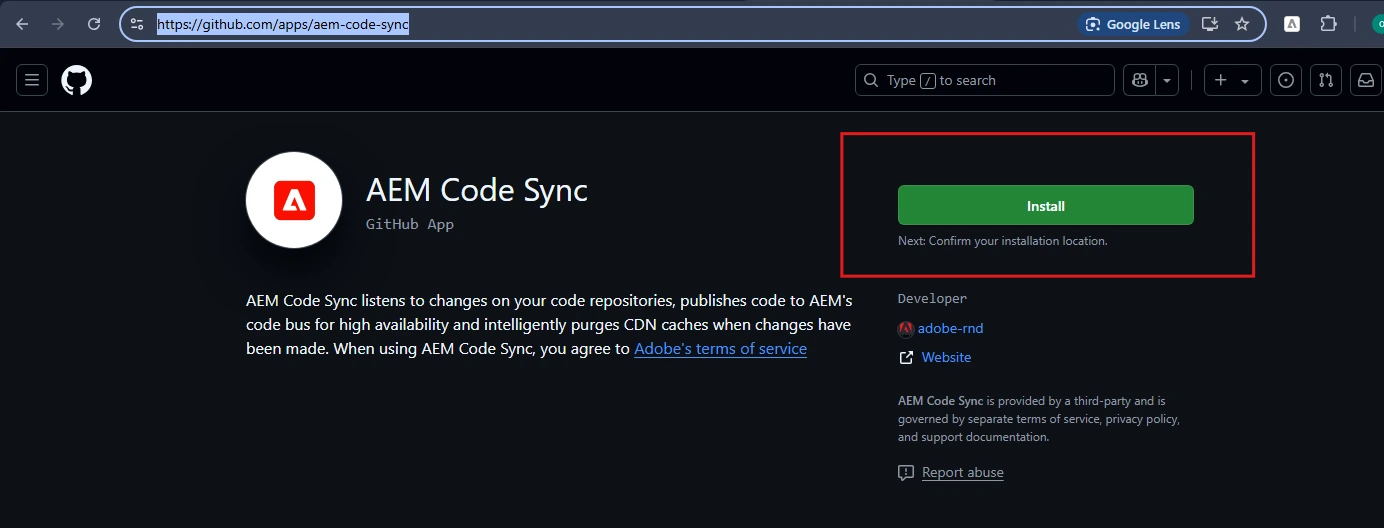 https://github.com/apps/aem-code-sync
Google Lens
Type / to search
AEM Code Sync
GitHub App
Install
Next: Confirm your installation location.
AEM Code Sync listens to changes on your code repositories, publishes code to AEM's
code bus for high availability and intelligently purges CDN caches when changes have
been made. When using AEM Code Sync, you agree to Adobe's terms of service
Developer
adobe-rnd
Website
AEM Code Sync is provided by a third-party and is
governed by separate terms of service, privacy policy,
and support documentation.
Report abuse